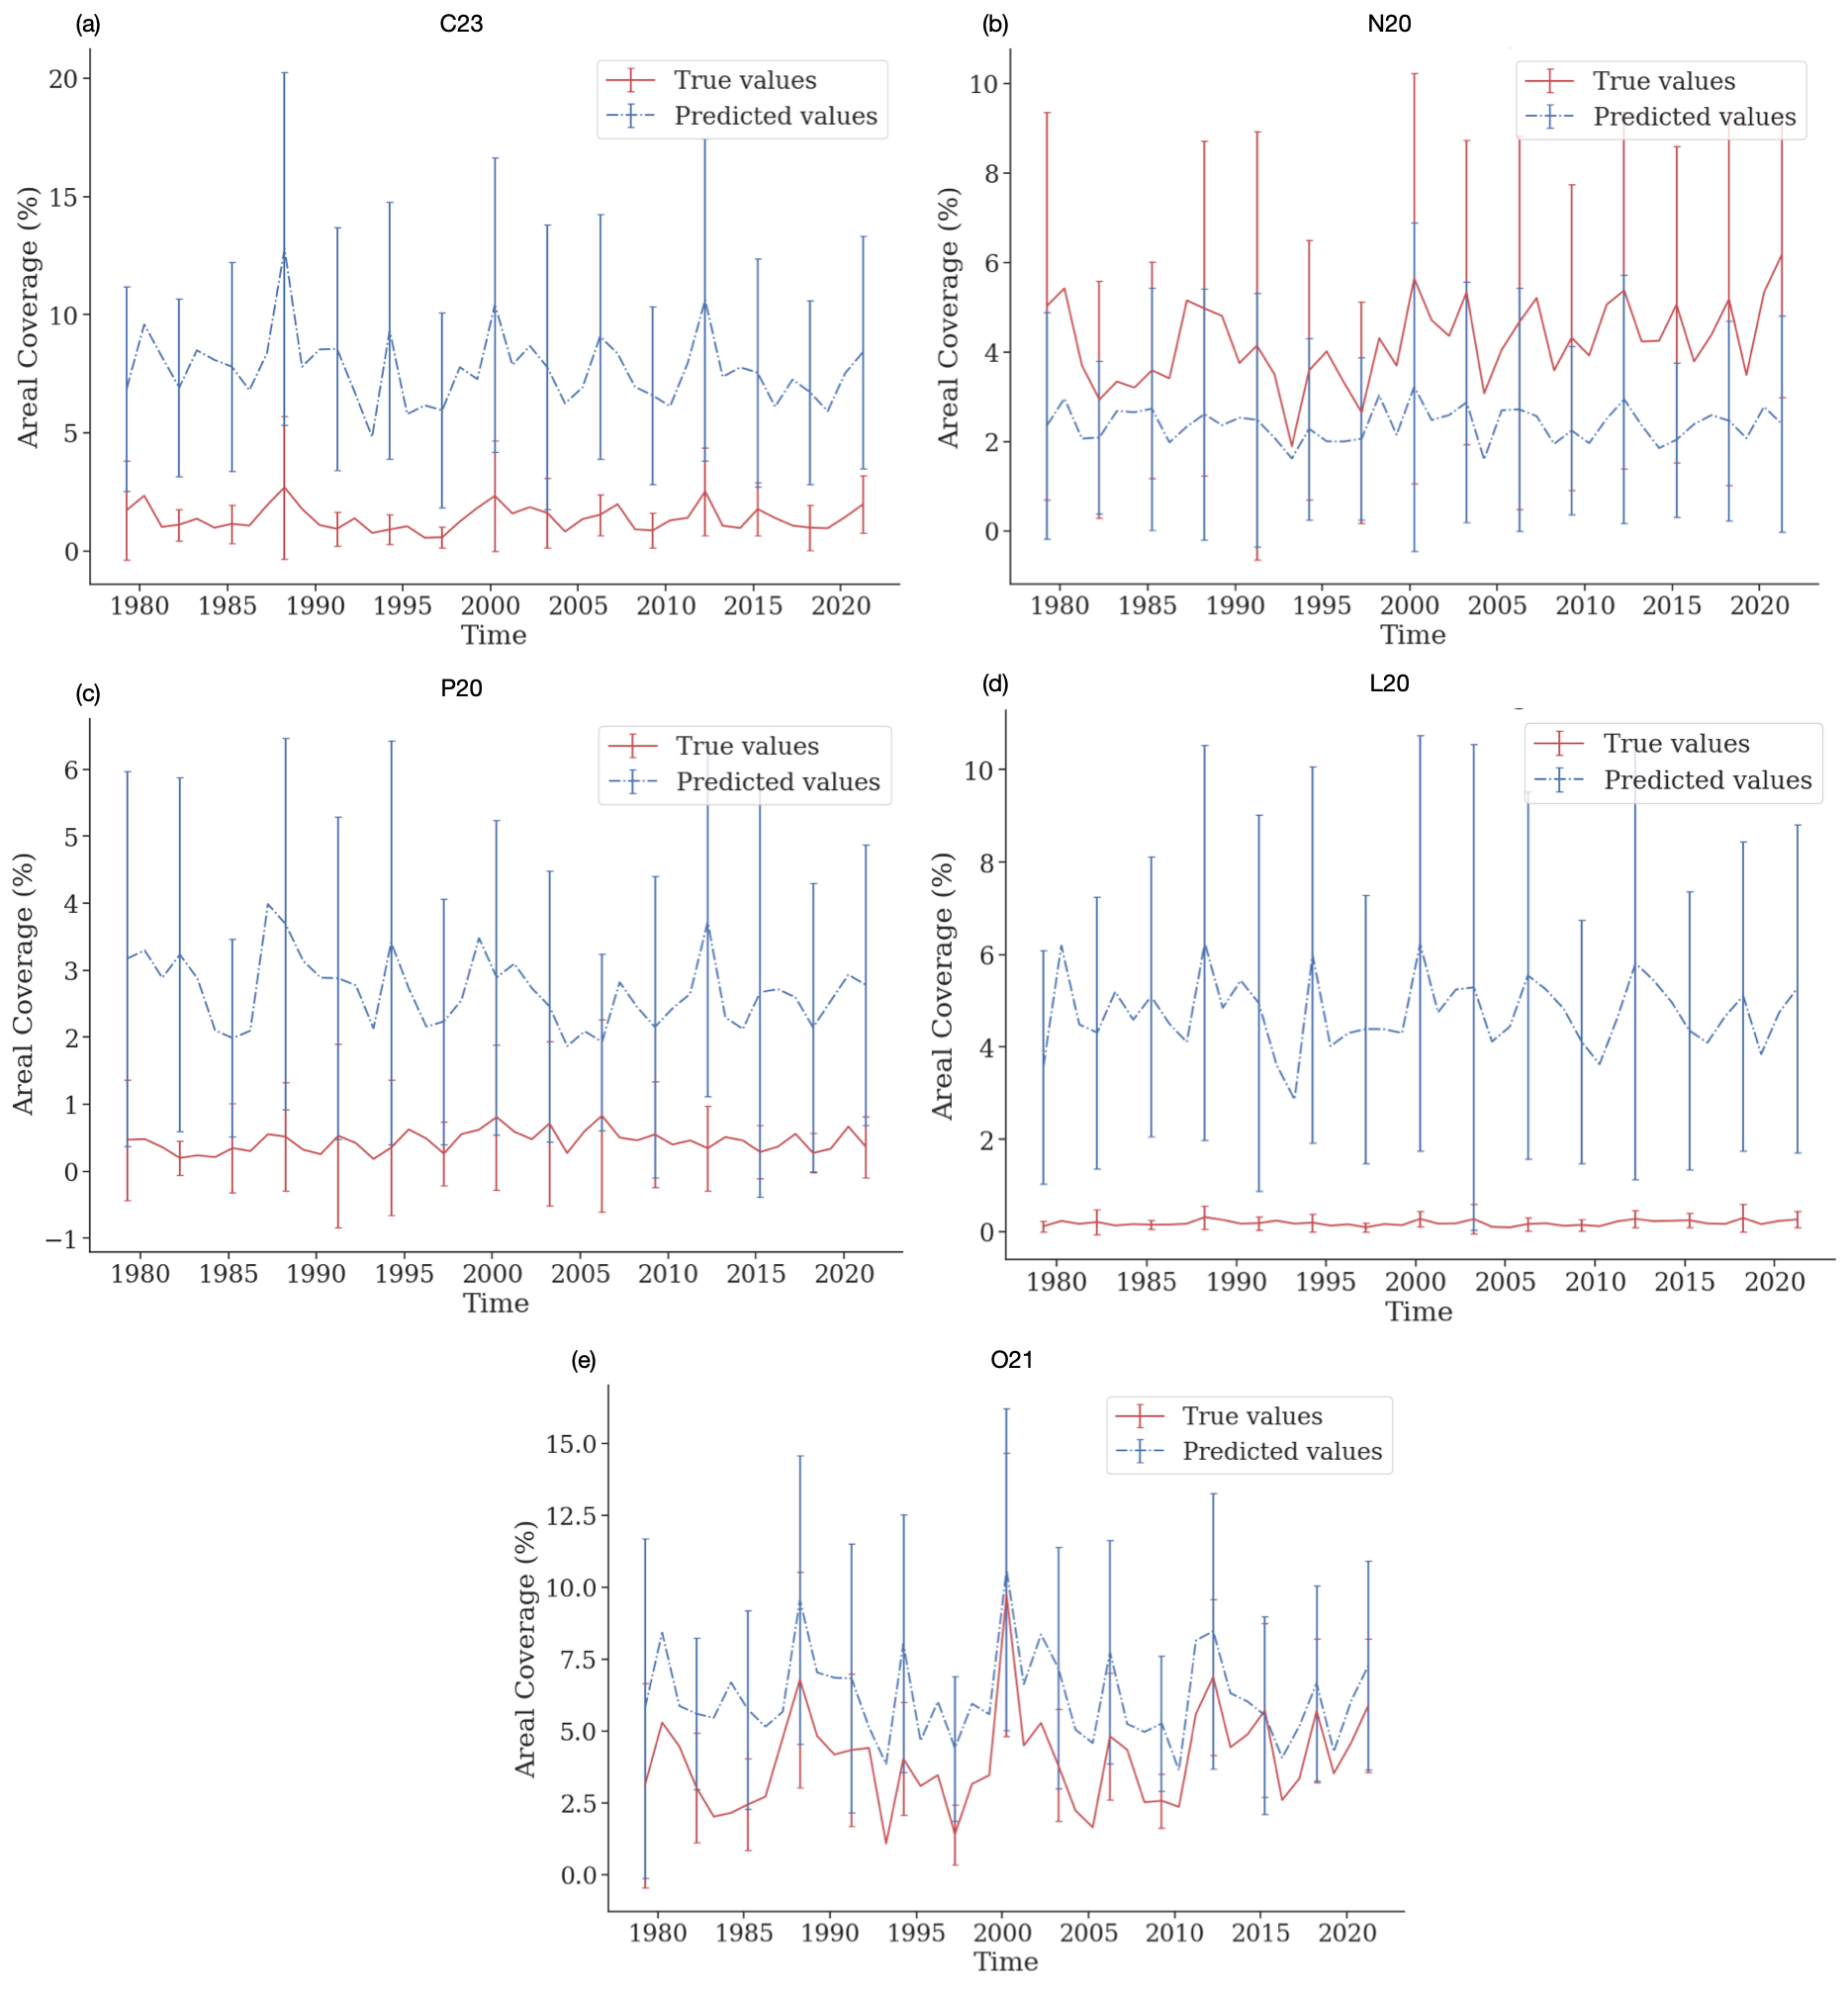 (a)
C23
20
15
10
5
0
Areal Coverage (%)
True values
Predicted values
1980 1985 1990 1995 2000 2005 2010 2015 2020
Time
(b)
N20
10
8
6
4
2
0
Areal Coverage (%)
True values
Predicted values
1980 1985 1990 1995 2000 2005 2010 2015 2020
Time
(c)
P20
6
5
4
3
2
1
0
−1
Areal Coverage (%)
True values
Predicted values
1980 1985 1990 1995 2000 2005 2010 2015 2020
Time
(d)
L20
10
8
6
4
2
0
Areal Coverage (%)
True values
Predicted values
1980 1985 1990 1995 2000 2005 2010 2015 2020
Time
(e)
O21
15.0
12.5
10.0
7.5
5.0
2.5
0.0
Areal Coverage (%)
True values
Predicted values
1980 1985 1990 1995 2000 2005 2010 2015 2020
Time